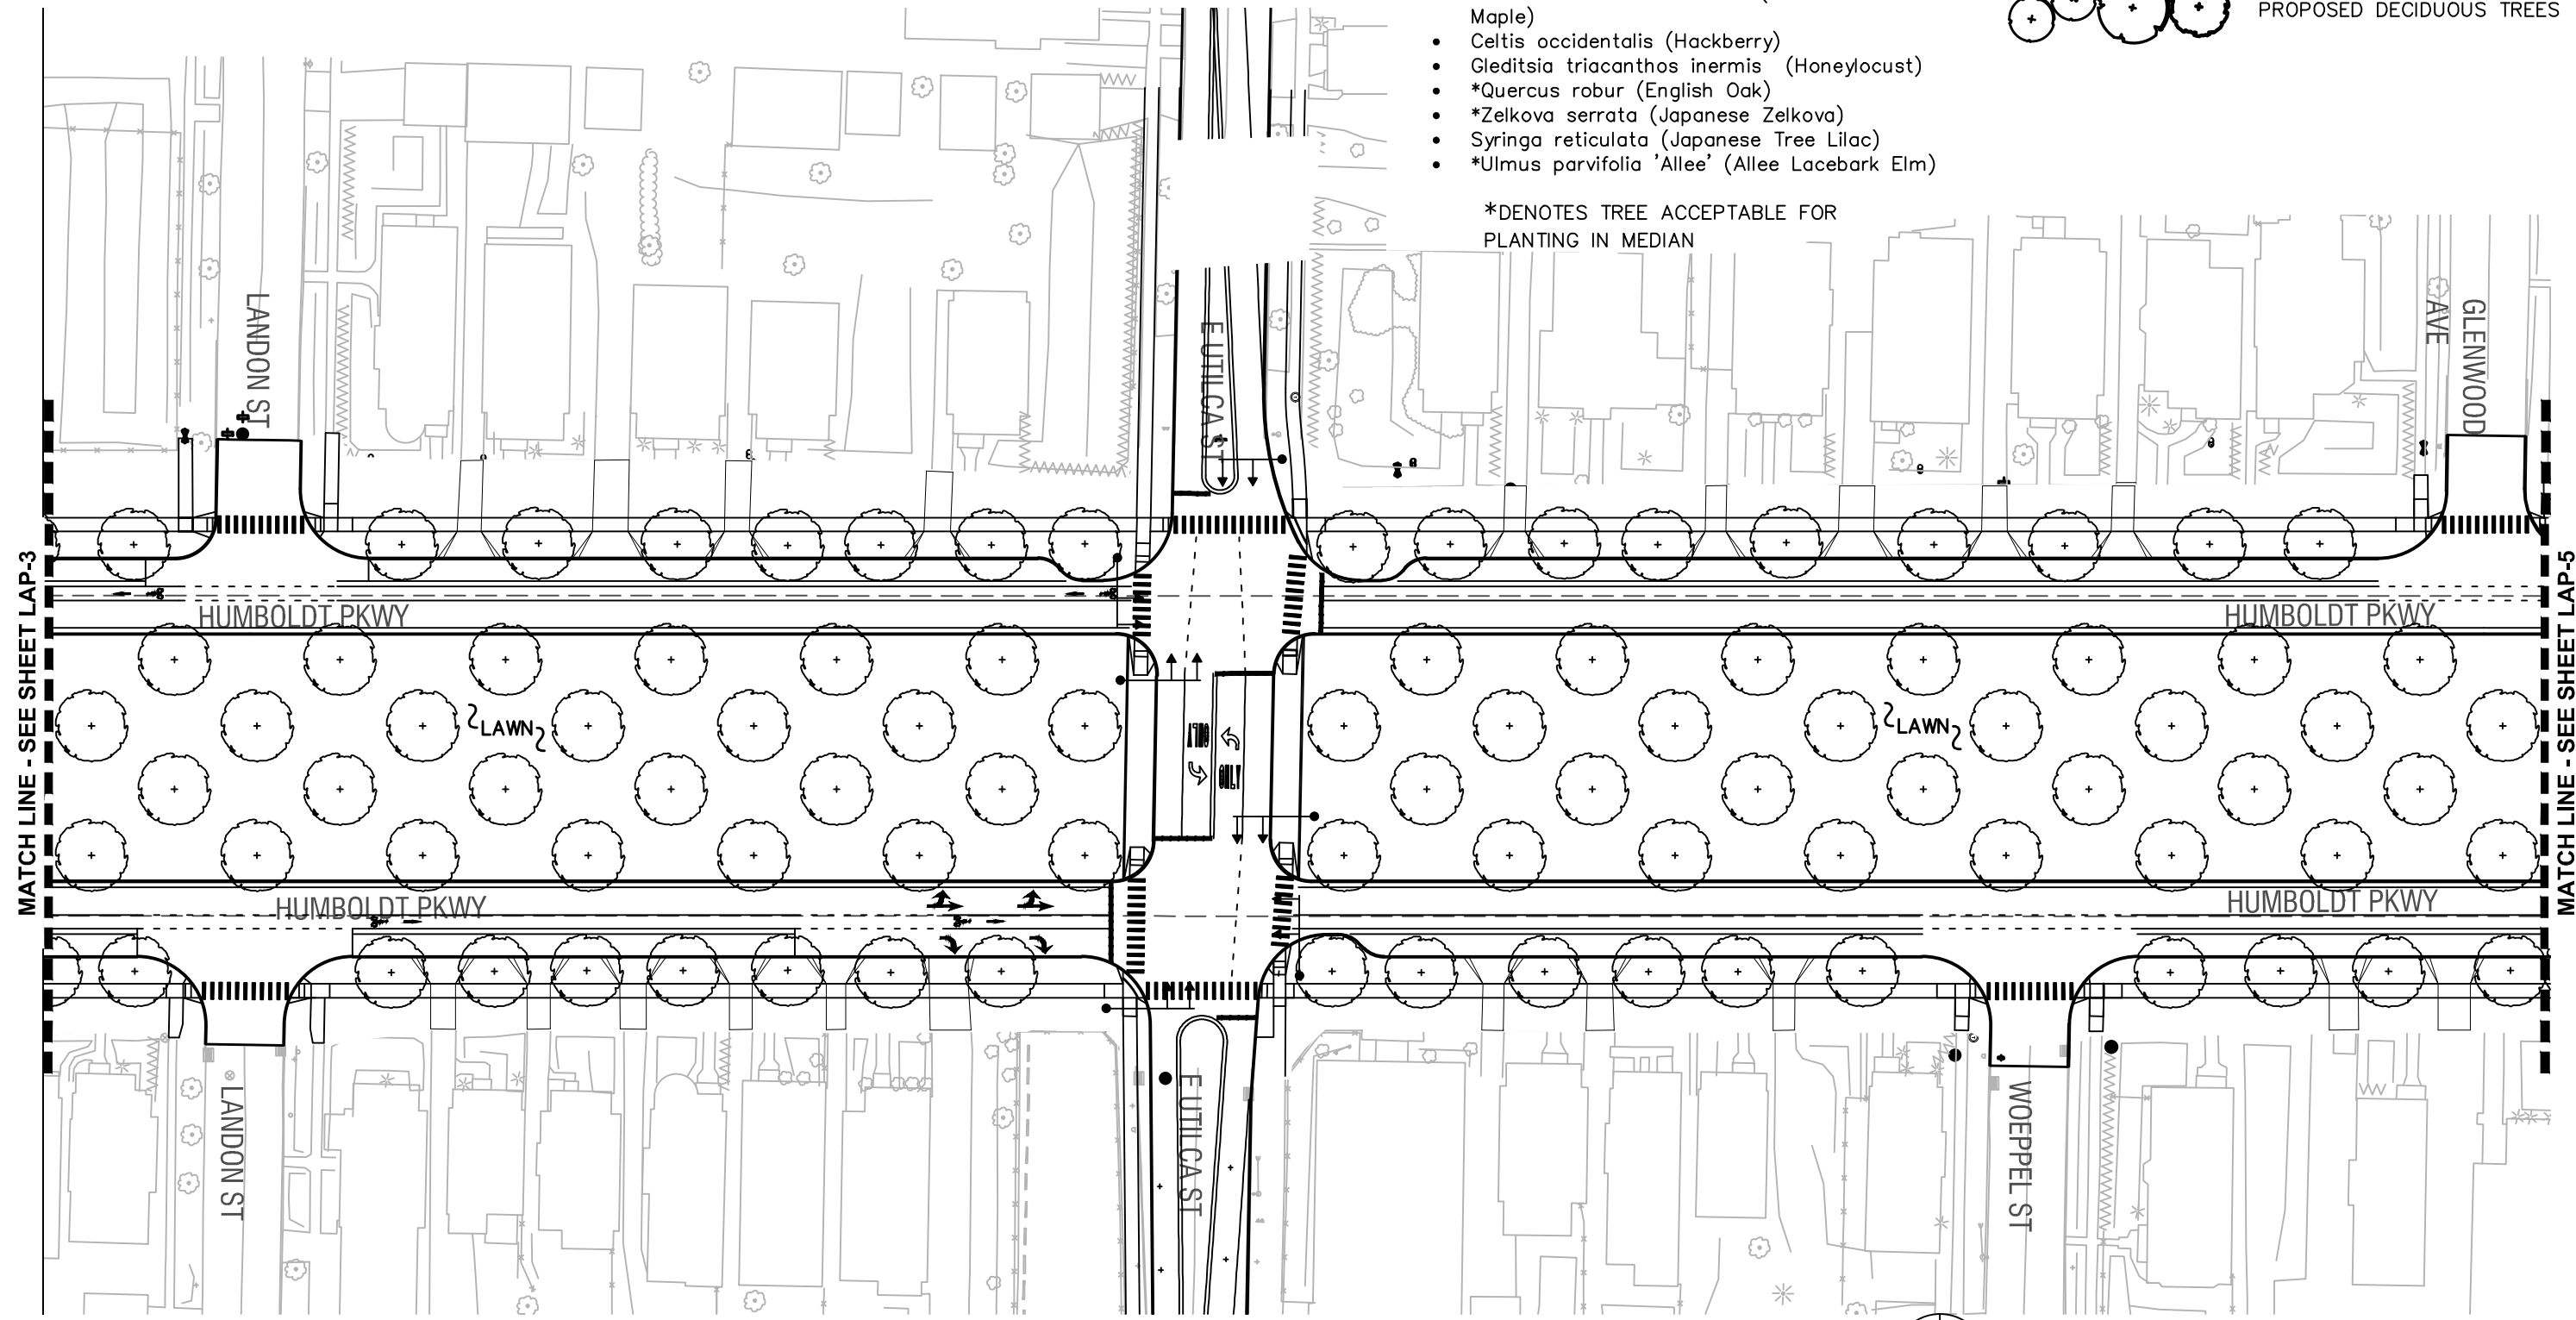 Maple)
PROPOSED DECIDUOUS TREES
• Celtis occidentalis (Hackberry)
• Gleditsia triacanthos inermis (Honeylocust)
• *Quercus robur (English Oak)
• *Zelkova serrata (Japanese Zelkova)
• Syringa reticulata (Japanese Tree Lilac)
• *Ulmus parvifolia 'Allee' (Allee Lacebark Elm)
*DENOTES TREE ACCEPTABLE FOR
PLANTING IN MEDIAN
LANDON ST
E UTILCA ST
GLENWOOD
AVE
MATCH LINE - SEE SHEET LAP-3
MATCH LINE - SEE SHEET LAP-5
HUMBOLDT PKWY
HUMBOLDT PKWY
LAWN
ONLY
ONLY
LAWN
HUMBOLDT PKWY
HUMBOLDT PKWY
LANDON ST
E UTILCA ST
WOEPPEL ST